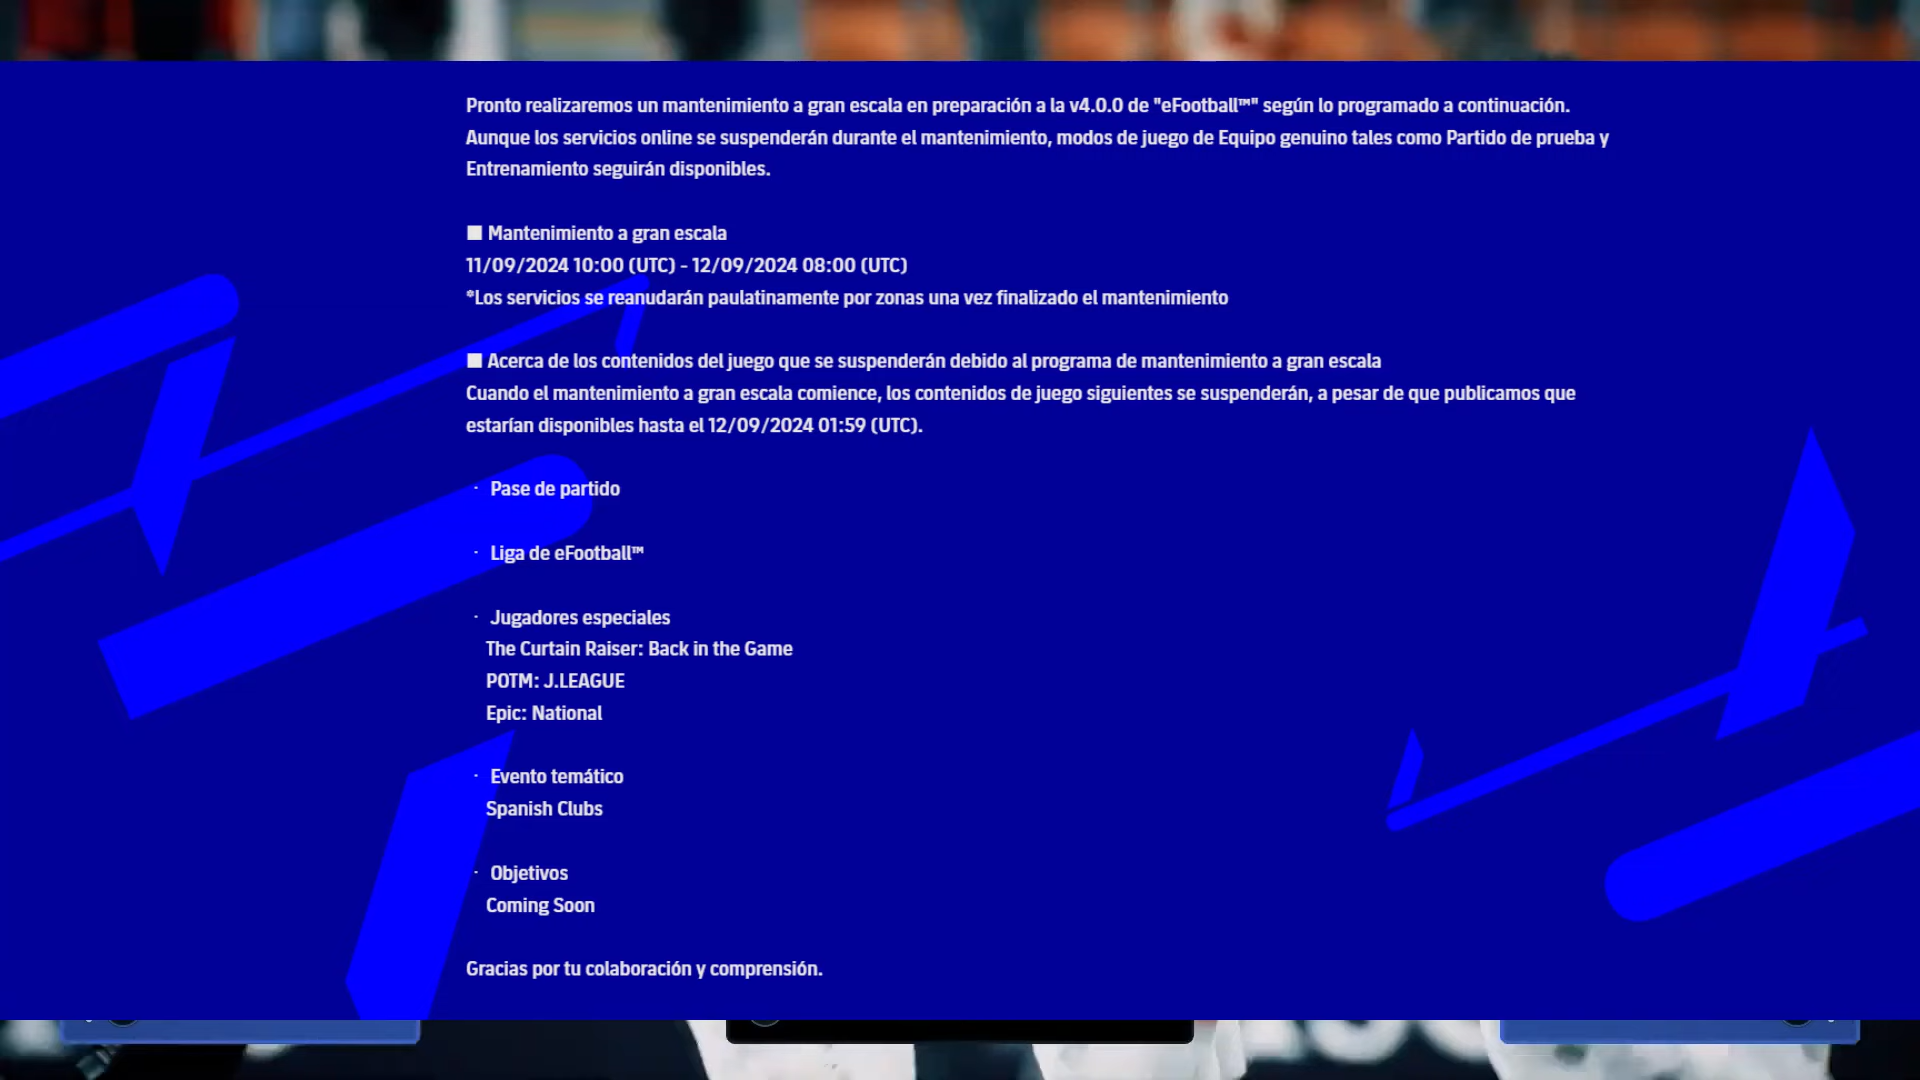 Pronto realizaremos un mantenimiento a gran escala en preparación a la v4.0.0 de "eFootball™" según lo programado a continuación.
Aunque los servicios online se suspenderán durante el mantenimiento, modos de juego de Equipo genuino tales como Partido de prueba y
Entrenamiento seguirán disponibles.
■ Mantenimiento a gran escala
11/09/2024 10:00 (UTC) - 12/09/2024 08:00 (UTC)
*Los servicios se reanudarán paulatinamente por zonas una vez finalizado el mantenimiento
■ Acerca de los contenidos del juego que se suspenderán debido al programa de mantenimiento a gran escala
Cuando el mantenimiento a gran escala comience, los contenidos de juego siguientes se suspenderán, a pesar de que publicamos que
estarían disponibles hasta el 12/09/2024 01:59 (UTC).
・ Pase de partido
・ Liga de eFootball™
・ Jugadores especiales
The Curtain Raiser: Back in the Game
POTM: J.LEAGUE
Epic: National
・ Evento temático
Spanish Clubs
・ Objetivos
Coming Soon
Gracias por tu colaboración y comprensión.